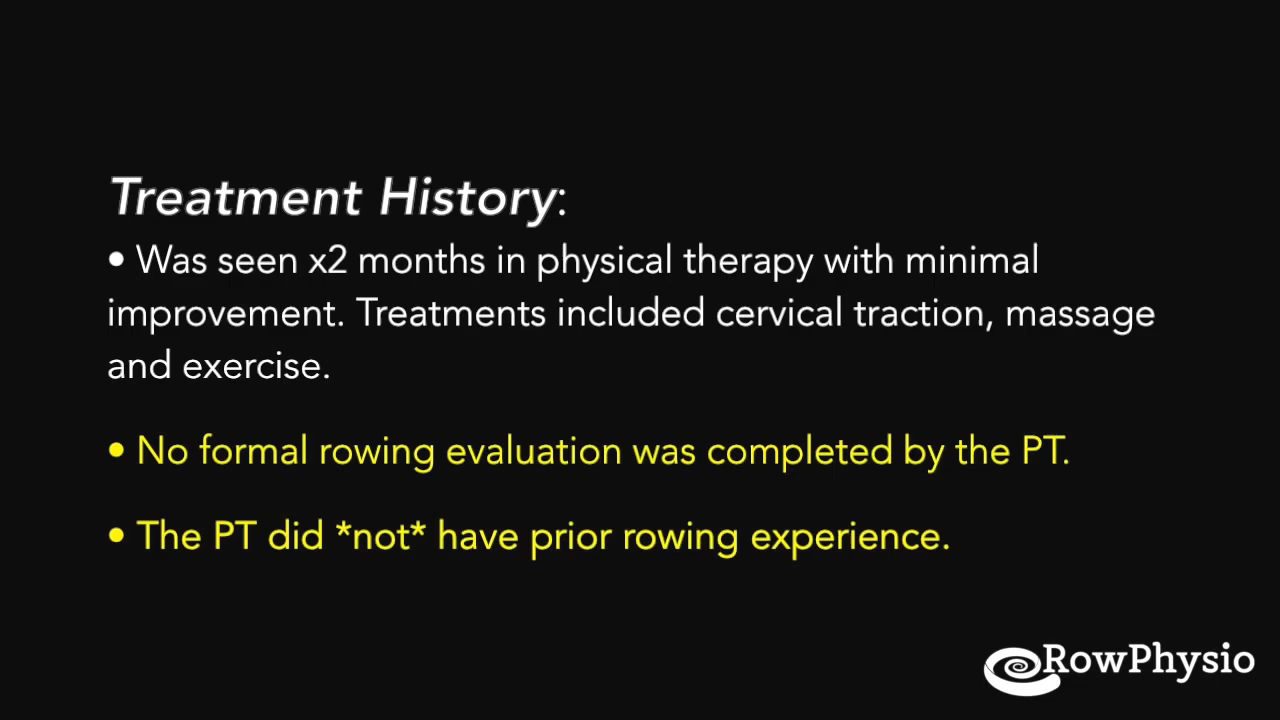 Treatment History:
• Was seen x2 months in physical therapy with minimal
improvement. Treatments included cervical traction, massage
and exercise.
• No formal rowing evaluation was completed by the PT.
• The PT did *not* have prior rowing experience.
RowPhysio